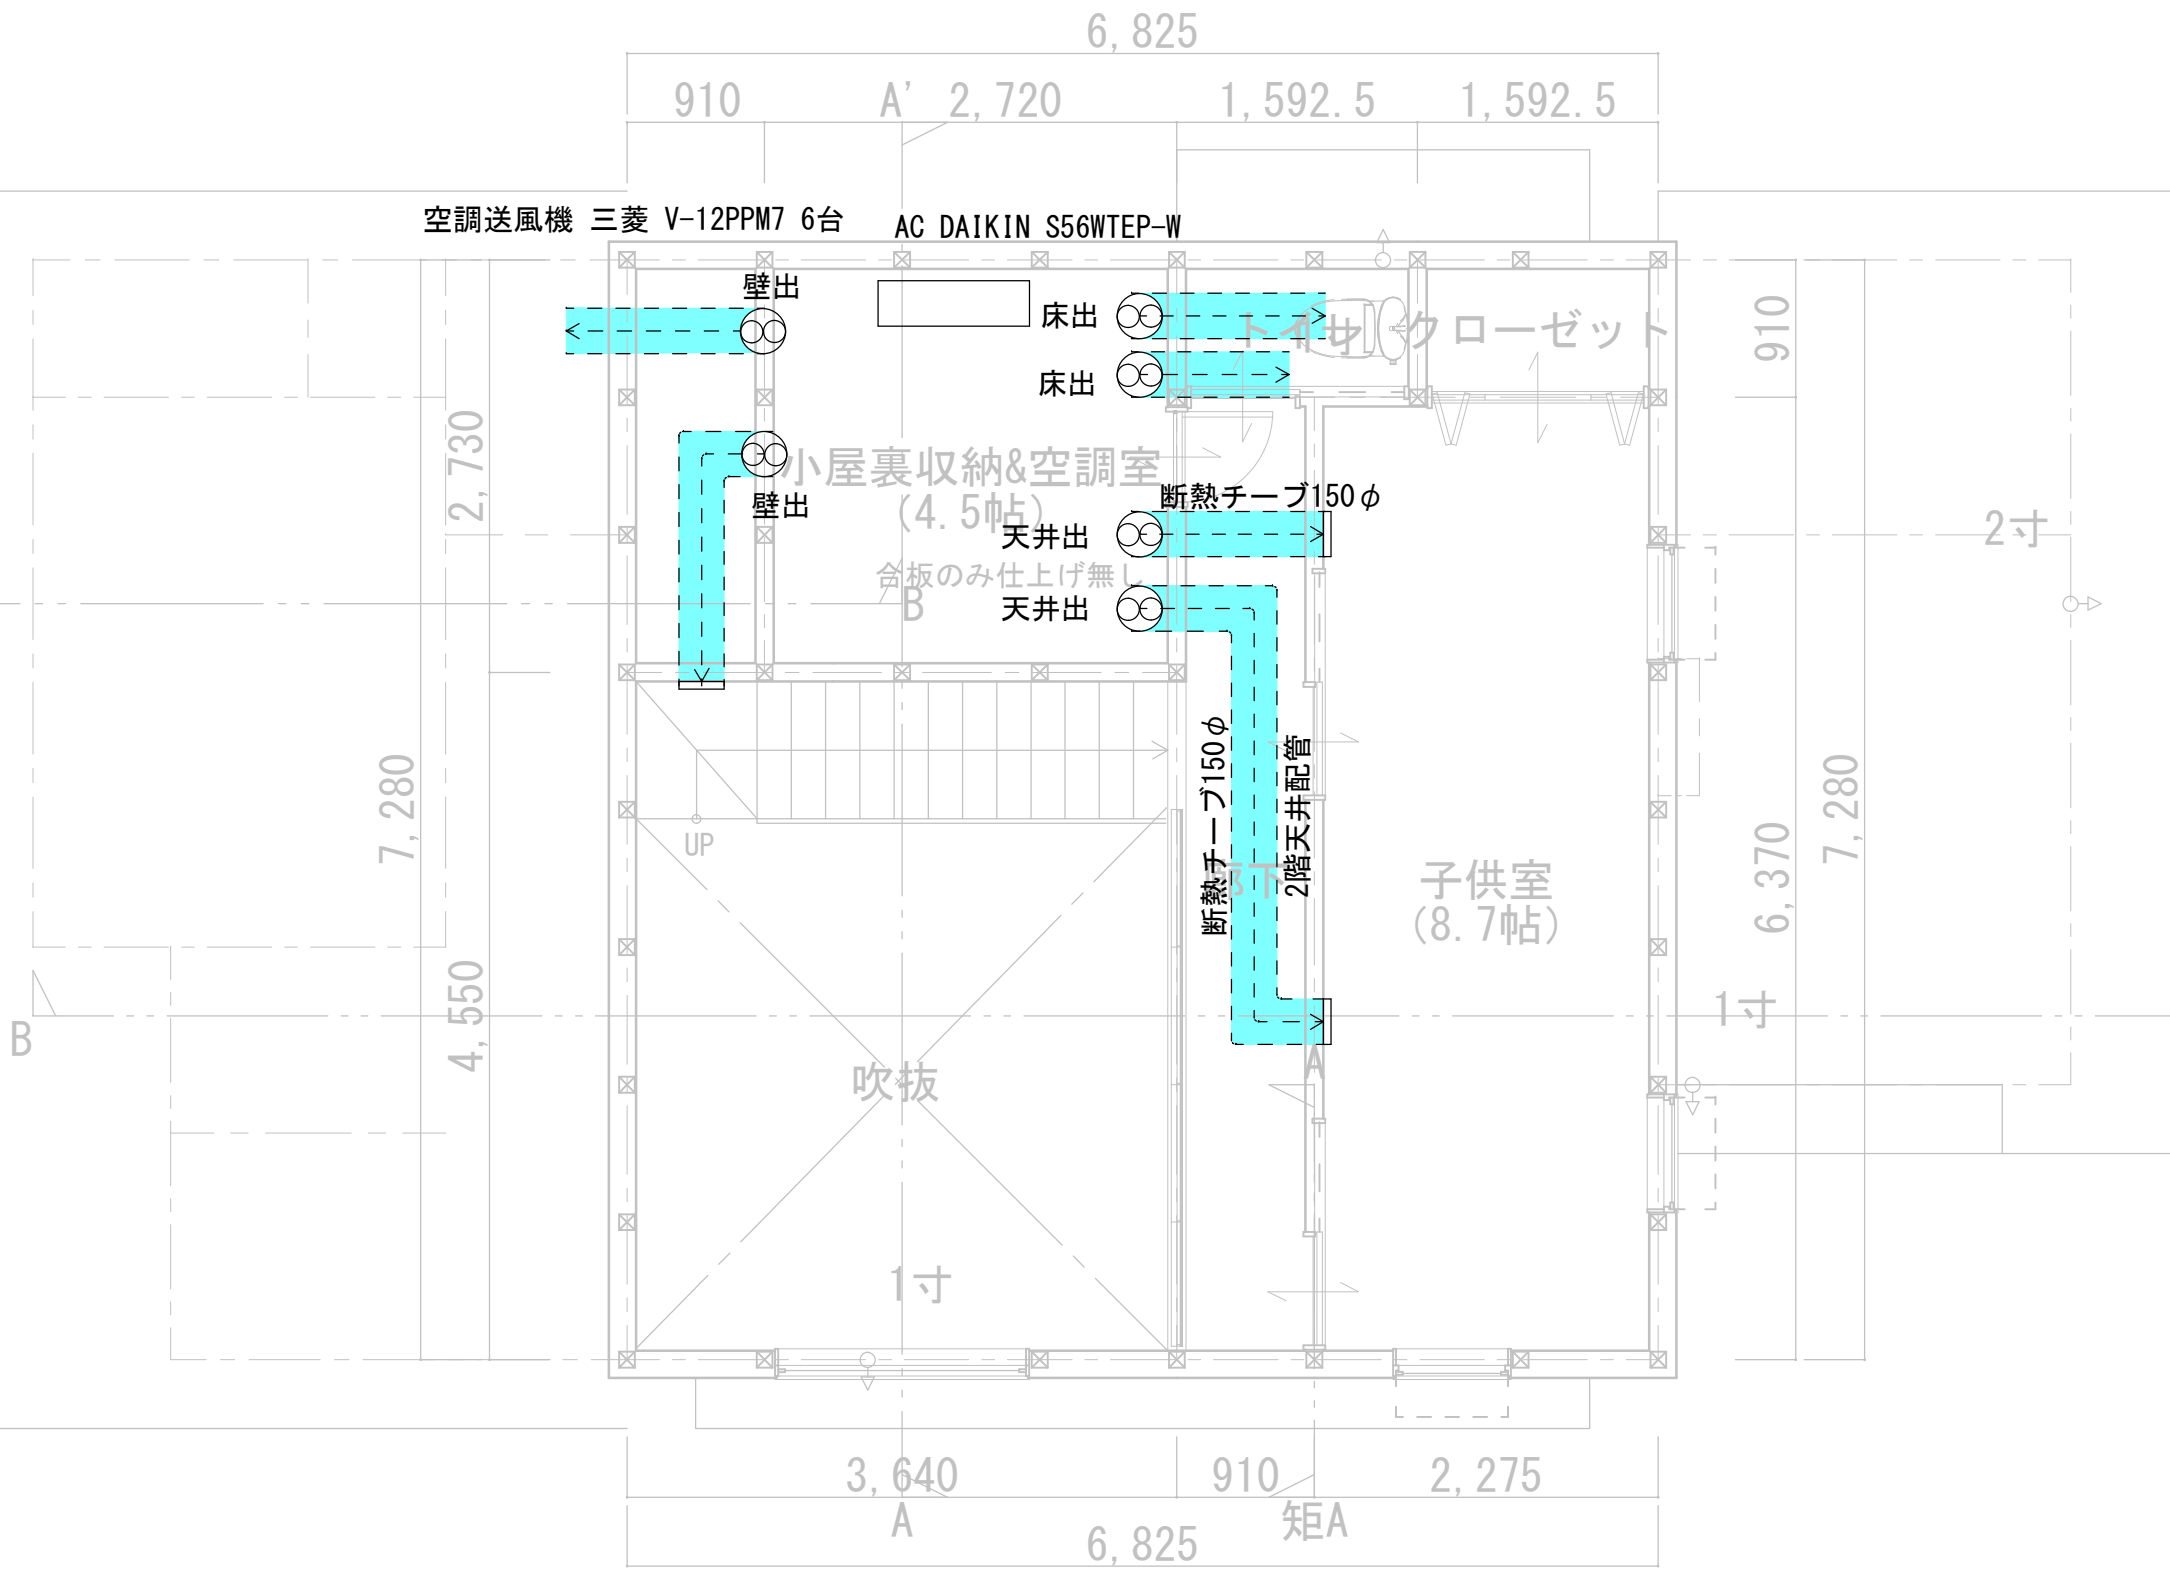 6,825
910
A'
2,720
1,592.5
1,592.5
空調送風機 三菱 V-12PPM7 6台
AC DAIKIN S56WTEP-W
壁出
床出
トイレ
クローゼット
910
床出
2,730
小屋裏収納&空調室
(4.5帖)
壁出
断熱チーブ150φ
天井出
2寸
合板のみ仕上げ無し
B
天井出
断熱チーブ150φ
2階天井配管
7,280
UP
廊下
子供室
(8.7帖)
6,370
7,280
4,550
B
1寸
A
吹抜
1寸
3,640
910
2,275
A
矩A
6,825